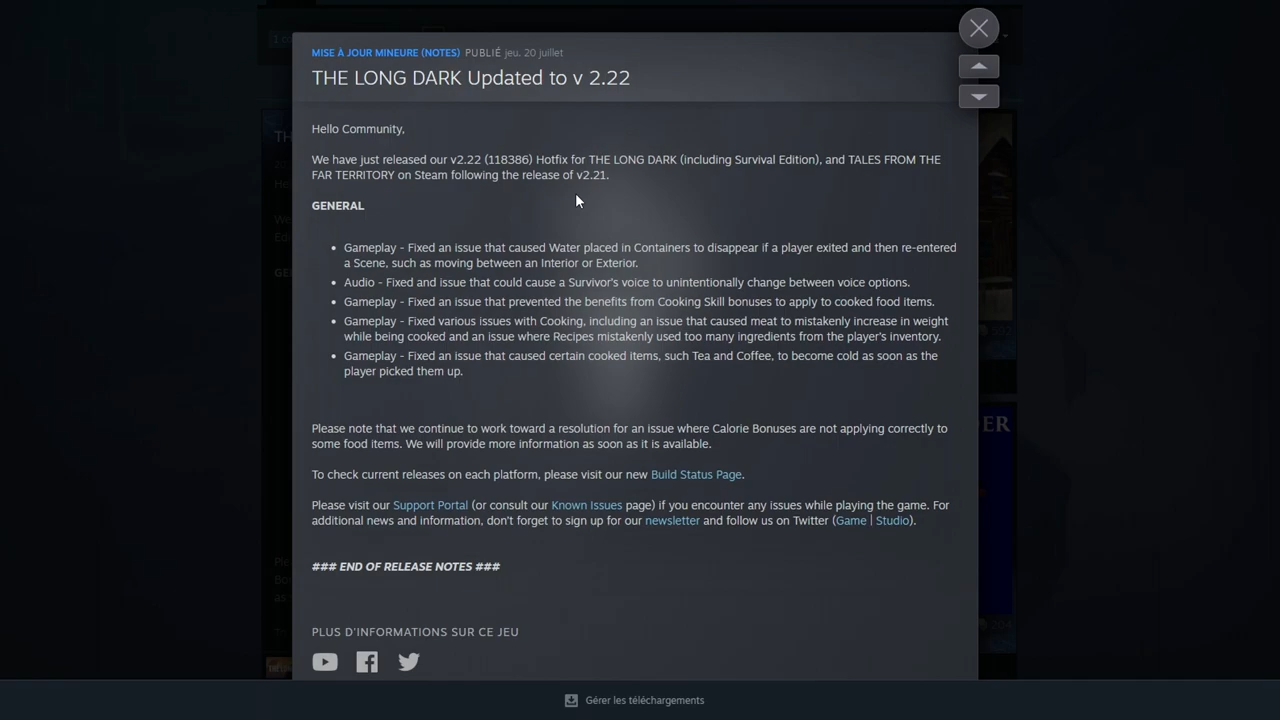 MISE À JOUR MINEURE (NOTES) PUBLIÉ jeu. 20 juillet
THE LONG DARK Updated to v 2.22
Hello Community,
We have just released our v2.22 (118386) Hotfix for THE LONG DARK (including Survival Edition), and TALES FROM THE
FAR TERRITORY on Steam following the release of v2.21.
GENERAL
• Gameplay - Fixed an issue that caused Water placed in Containers to disappear if a player exited and then re-entered
a Scene, such as moving between an Interior or Exterior.
• Audio - Fixed and issue that could cause a Survivor's voice to unintentionally change between voice options.
• Gameplay - Fixed an issue that prevented the benefits from Cooking Skill bonuses to apply to cooked food items.
• Gameplay - Fixed various issues with Cooking, including an issue that caused meat to mistakenly increase in weight
while being cooked and an issue where Recipes mistakenly used too many ingredients from the player's inventory.
• Gameplay - Fixed an issue that caused certain cooked items, such Tea and Coffee, to become cold as soon as the
player picked them up.
Please note that we continue to work toward a resolution for an issue where Calorie Bonuses are not applying correctly to
some food items. We will provide more information as soon as it is available.
To check current releases on each platform, please visit our new Build Status Page.
Please visit our Support Portal (or consult our Known Issues page) if you encounter any issues while playing the game. For
additional news and information, don't forget to sign up for our newsletter and follow us on Twitter (Game | Studio).
### END OF RELEASE NOTES ###
PLUS D'INFORMATIONS SUR CE JEU
Gérer les téléchargements